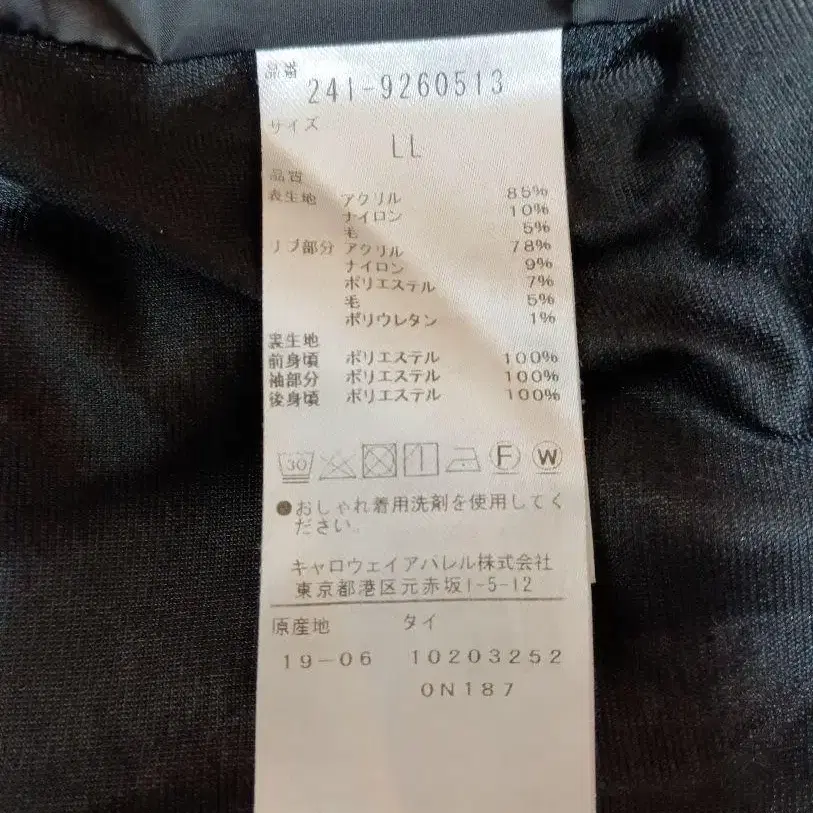 品番
241-9260513
サイズ
LL
品質
表生地 アクリル 85%
ナイロン 10%
毛 5%
リブ部分 アクリル 78%
ナイロン 9%
ポリエステル 7%
毛 5%
ポリウレタン 1%
裏生地
前身頃 ポリエステル 100%
袖部分 ポリエステル 100%
後身頃 ポリエステル 100%
30 F W
●おしゃれ着用洗剤を使用してく
ださい。
キャロウェイアパレル株式会社
東京都港区元赤坂1-5-12
原産地 タイ
19-06 10203252
0N187